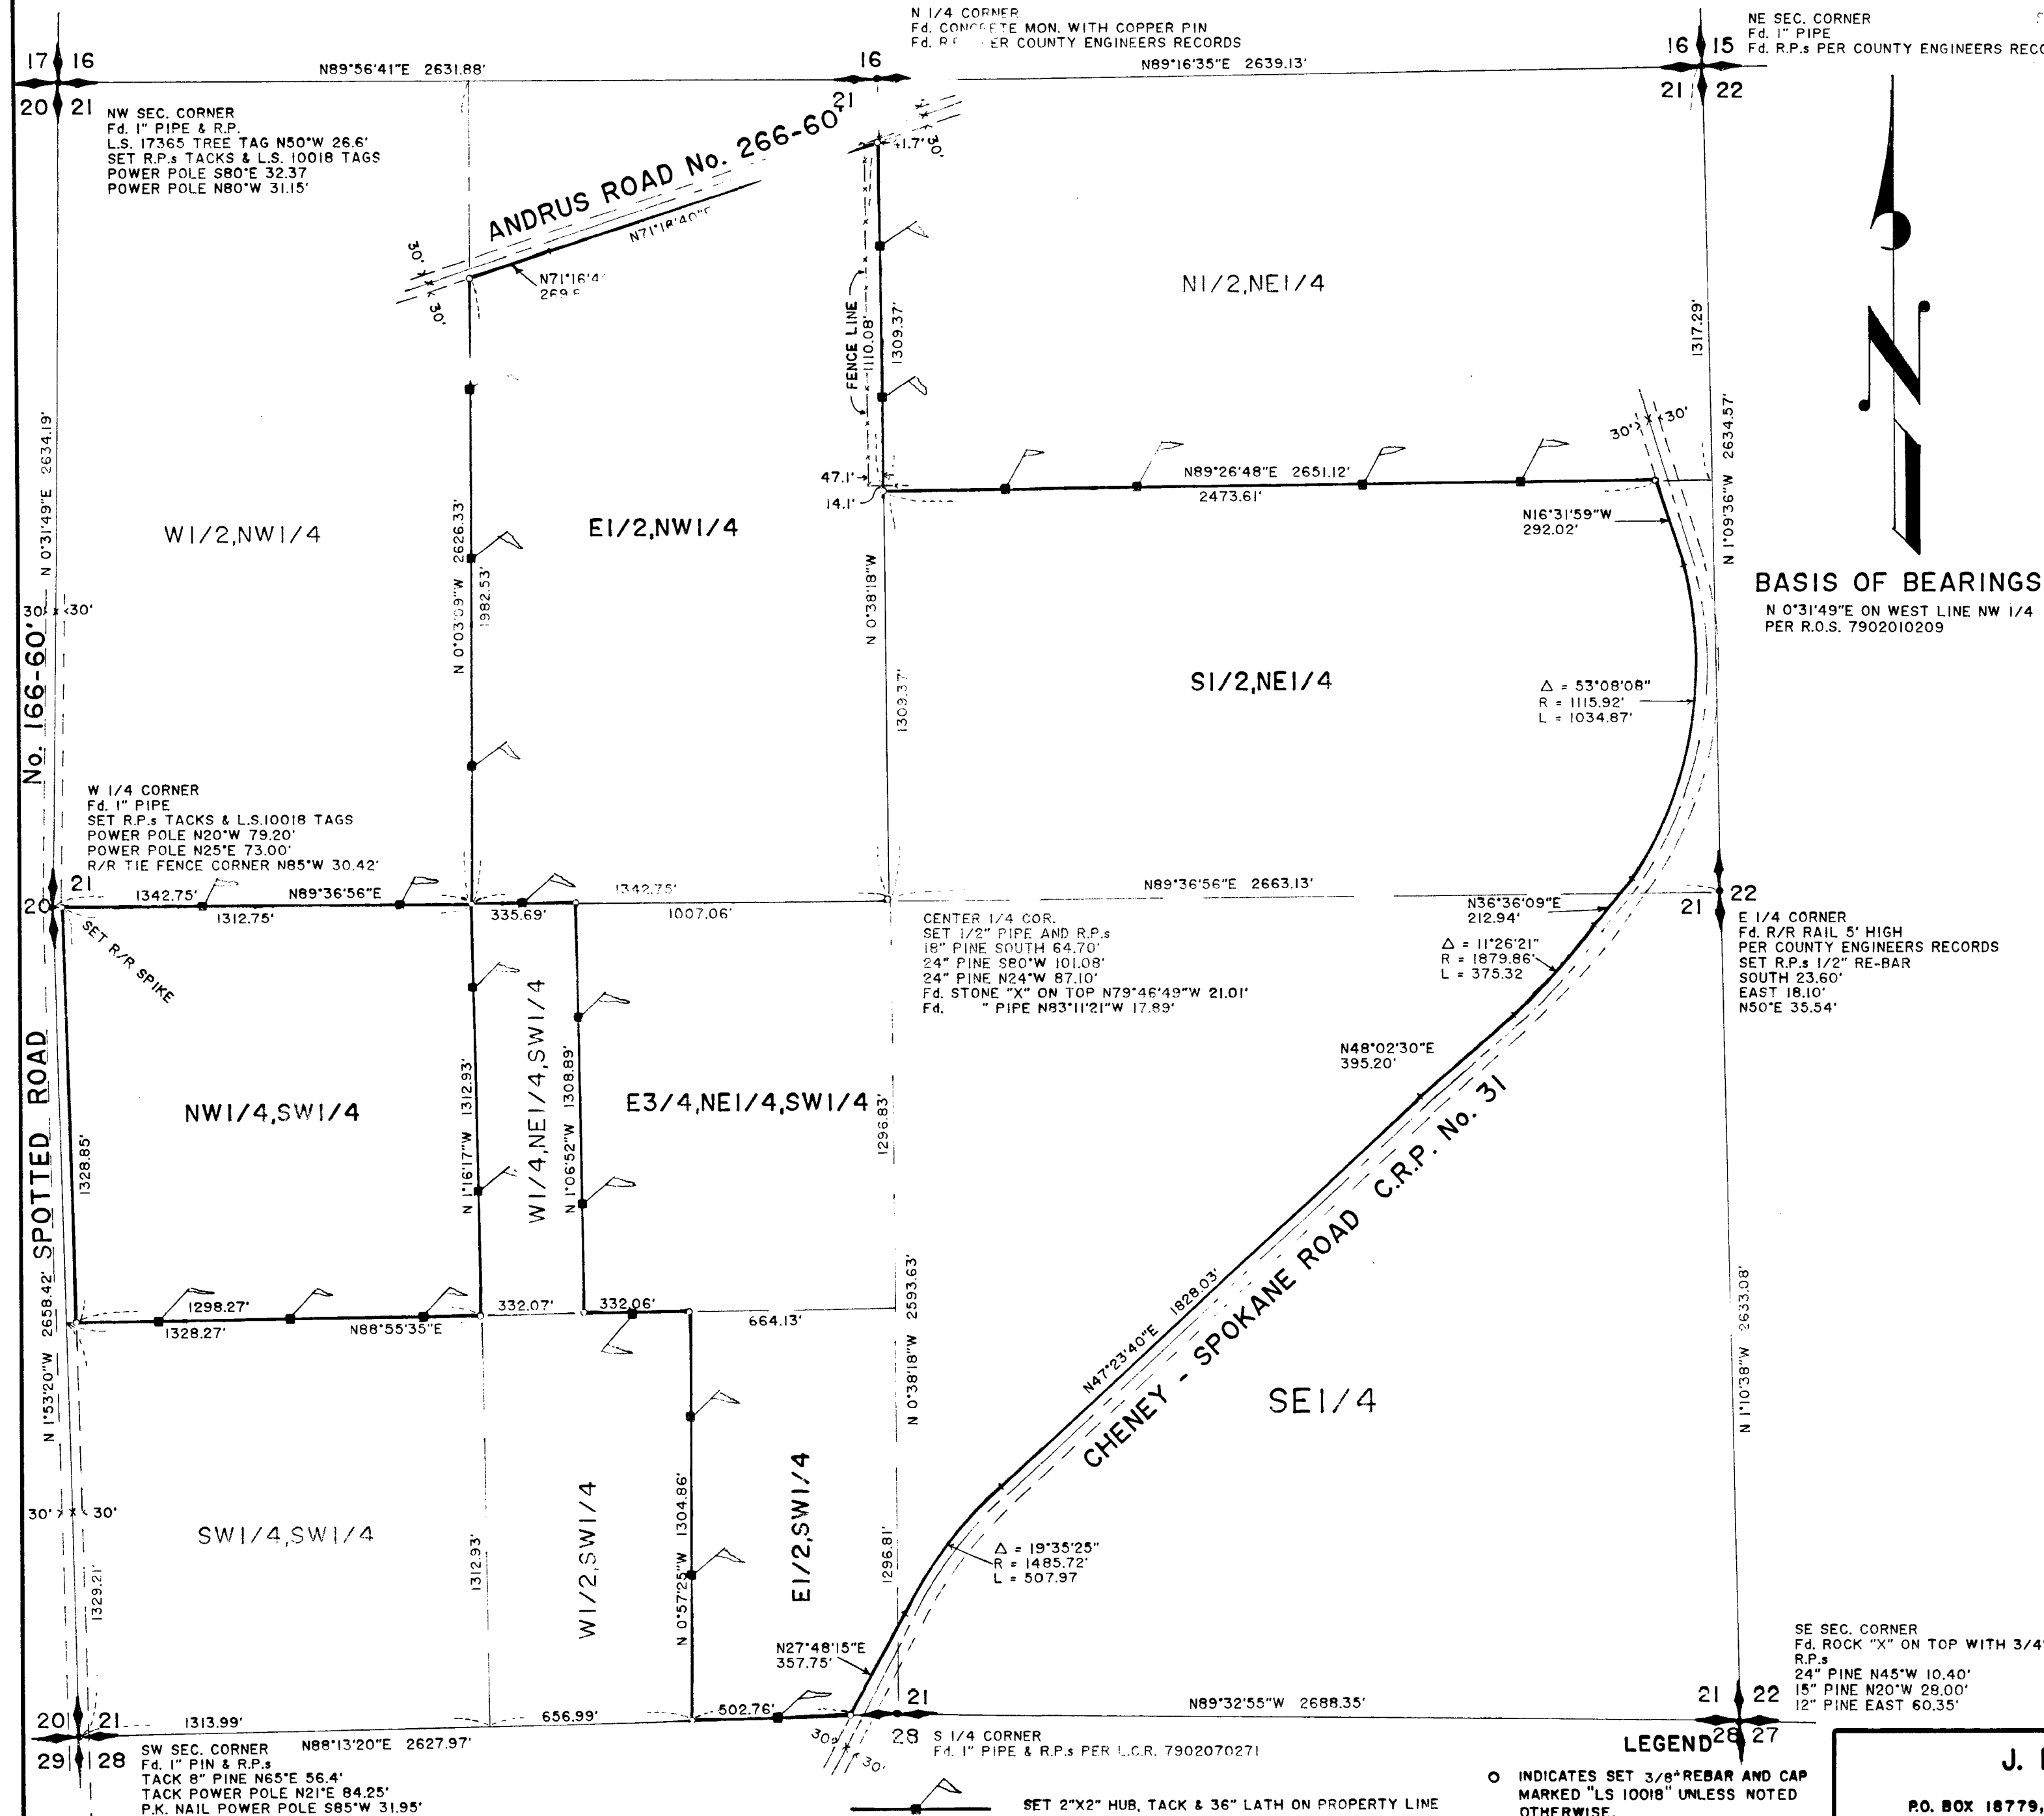 N 1/4 CORNER
Fd. CONCRETE MON. WITH COPPER PIN
Fd. ER COUNTY ENGINEERS RECORDS
NE SEC. CORNER
Fd. 1" PIPE
Fd. R.P.s PER COUNTY ENGINEERS RECO
17 16
20 21
N89°56'41"E 2631.88'
16
21
N89°16'35"E 2639.13'
16 15
21 22
NW SEC. CORNER
Fd. 1" PIPE & R.P.
L.S. 17365 TREE TAG N50°W 26.6'
SET R.P.s TACKS & L.S. 10018 TAGS
POWER POLE S80°E 32.37
POWER POLE N80°W 31.15'
ANDRUS ROAD No. 266-60'
N71°18'40"E
N71°16'4
269.
30'
30'
41.7'
30'
FENCE LINE
1110.08'
1309.37'
N1/2,NE1/4
1317.29'
N 1°09'36"W 2634.57'
N 0°31'49"E 2634.19'
W1/2,NW1/4
N 0°03'09"W 2626.33'
1982.53'
E1/2,NW1/4
47.1'
14.1'
N89°26'48"E 2651.12'
2473.61'
30' 30'
N16°31'59"W
292.02'
N
BASIS OF BEARINGS
N 0°31'49"E ON WEST LINE NW 1/4
PER R.O.S. 7902010209
N 0°38'18"W
1309.37'
S1/2,NE1/4
Δ = 53°08'08"
R = 1115.92'
L = 1034.87'
30' 30'
No. 166-60'
W 1/4 CORNER
Fd. 1" PIPE
SET R.P.s TACKS & L.S.10018 TAGS
POWER POLE N20°W 79.20'
POWER POLE N25°E 73.00'
R/R TIE FENCE CORNER N85°W 30.42'
20 21
1342.75' N89°36'56"E
1312.75'
335.69'
1342.75'
1007.06'
N89°36'56"E 2663.13'
SET R/R SPIKE
CENTER 1/4 COR.
SET 1/2" PIPE AND R.P.s
18" PINE SOUTH 64.70'
24" PINE S80°W 101.08'
24" PINE N24°W 87.10'
Fd. STONE "X" ON TOP N79°46'49"W 21.01'
Fd. " PIPE N83°11'21"W 17.89'
N36°36'09"E
212.94'
Δ = 11°26'21"
R = 1879.86'
L = 375.32
21 22
E 1/4 CORNER
Fd. R/R RAIL 5' HIGH
PER COUNTY ENGINEERS RECORDS
SET R.P.s 1/2" RE-BAR
SOUTH 23.60'
EAST 18.10'
N50°E 35.54'
N48°02'30"E
395.20'
SPOTTED ROAD
1328.85'
NW1/4,SW1/4
N 1°16'17"W 1312.93'
W1/4,NE1/4,SW1/4
N 1°06'52"W 1308.89'
E3/4,NE1/4,SW1/4
1296.83'
CHENEY - SPOKANE ROAD C.R.P. No. 31
N47°23'40"E 1828.03'
1298.27'
1328.27' N88°55'35"E
332.07'
332.06'
664.13'
N 1°53'20"W 2658.42'
N 0°38'18"W 2593.63'
SE1/4
N 1°10'38"W 2633.08'
30' 30'
SW1/4,SW1/4
1329.21'
1312.93'
W1/2,SW1/4
N 0°57'25"W 1304.86'
E1/2,SW1/4
1296.81'
Δ = 19°35'25"
R = 1485.72'
L = 507.97
N27°48'15"E
357.75'
20 21
29 28
1313.99'
656.99'
502.76'
N88°13'20"E 2627.97'
30'
30'
21
28
N89°32'55"W 2688.35'
21 22
28 27
SE SEC. CORNER
Fd. ROCK "X" ON TOP WITH 3/4
R.P.s
24" PINE N45°W 10.40'
15" PINE N20°W 28.00'
12" PINE EAST 60.35'
SW SEC. CORNER
Fd. 1" PIN & R.P.s
TACK 8" PINE N65°E 56.4'
TACK POWER POLE N21°E 84.25'
P.K. NAIL POWER POLE S85°W 31.95'
S 1/4 CORNER
Fd. 1" PIPE & R.P.s PER L.C.R. 7902070271
SET 2"X2" HUB, TACK & 36" LATH ON PROPERTY LINE
LEGEND
O INDICATES SET 3/8" REBAR AND CAP
MARKED "LS 10018" UNLESS NOTED
OTHERWISE.
J.
P.O. BOX 18779